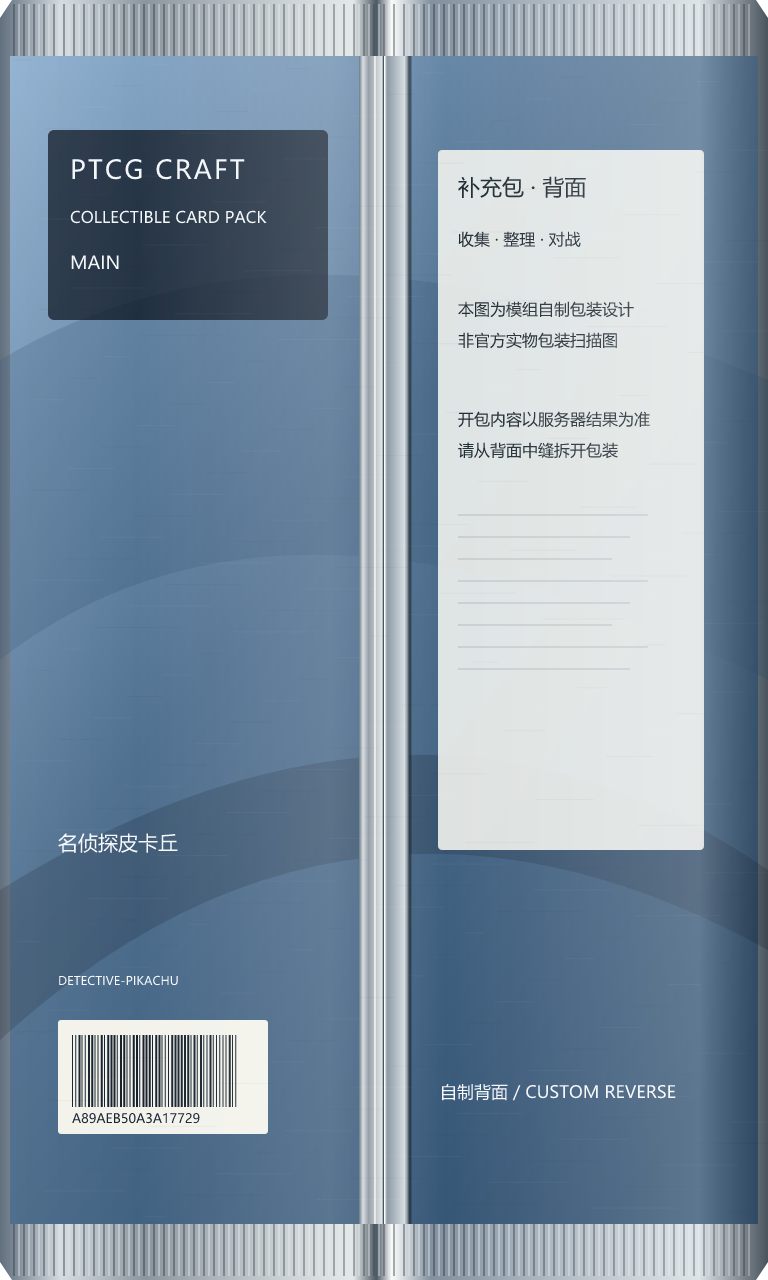 PTCG CRAFT
COLLECTIBLE CARD PACK
MAIN
名侦探皮卡丘
DETECTIVE-PIKACHU
A89AEB50A3A17729
补充包 · 背面
收集 · 整理 · 对战
本图为模组自制包装设计
非官方实物包装扫描图
开包内容以服务器结果为准
请从背面中缝拆开包装
自制背面 / CUSTOM REVERSE